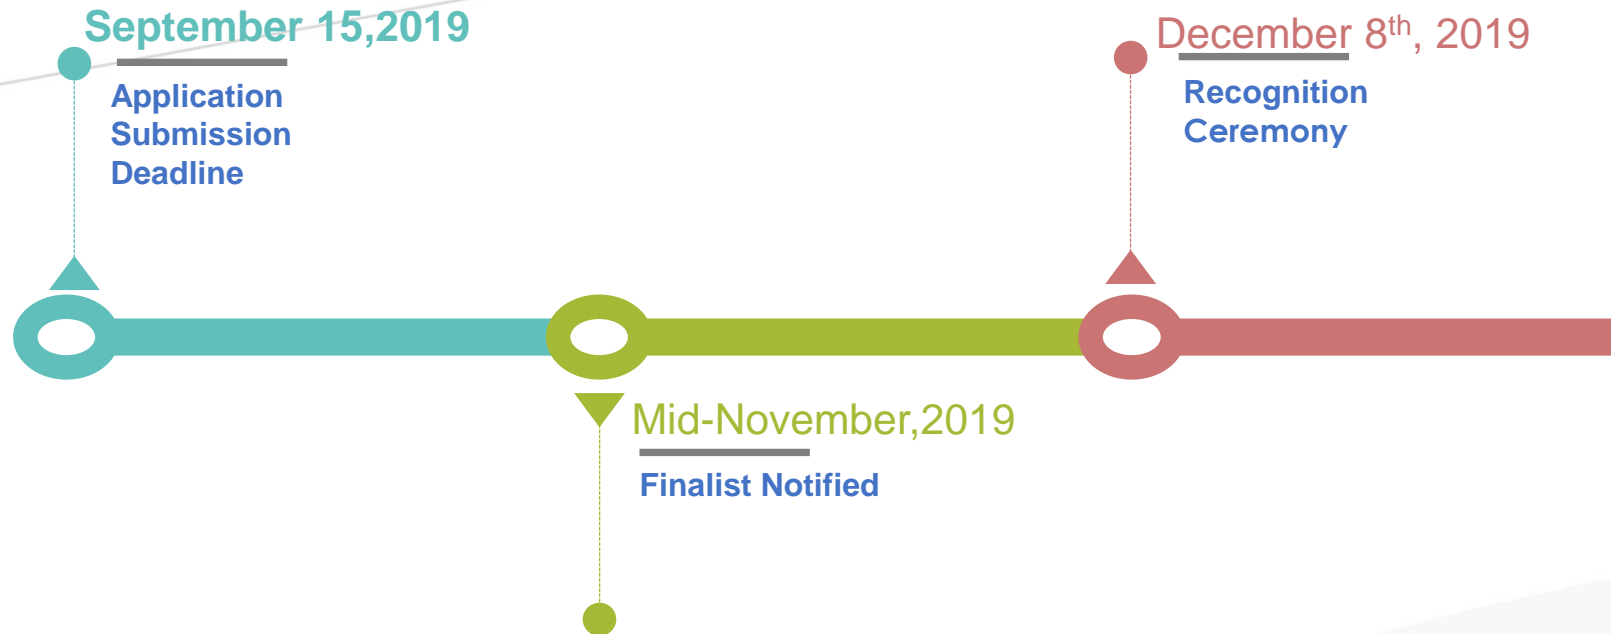 September 15,2019
Application
Submission
Deadline
Mid-November,2019
Finalist Notified
December 8th, 2019
Recognition
Ceremony